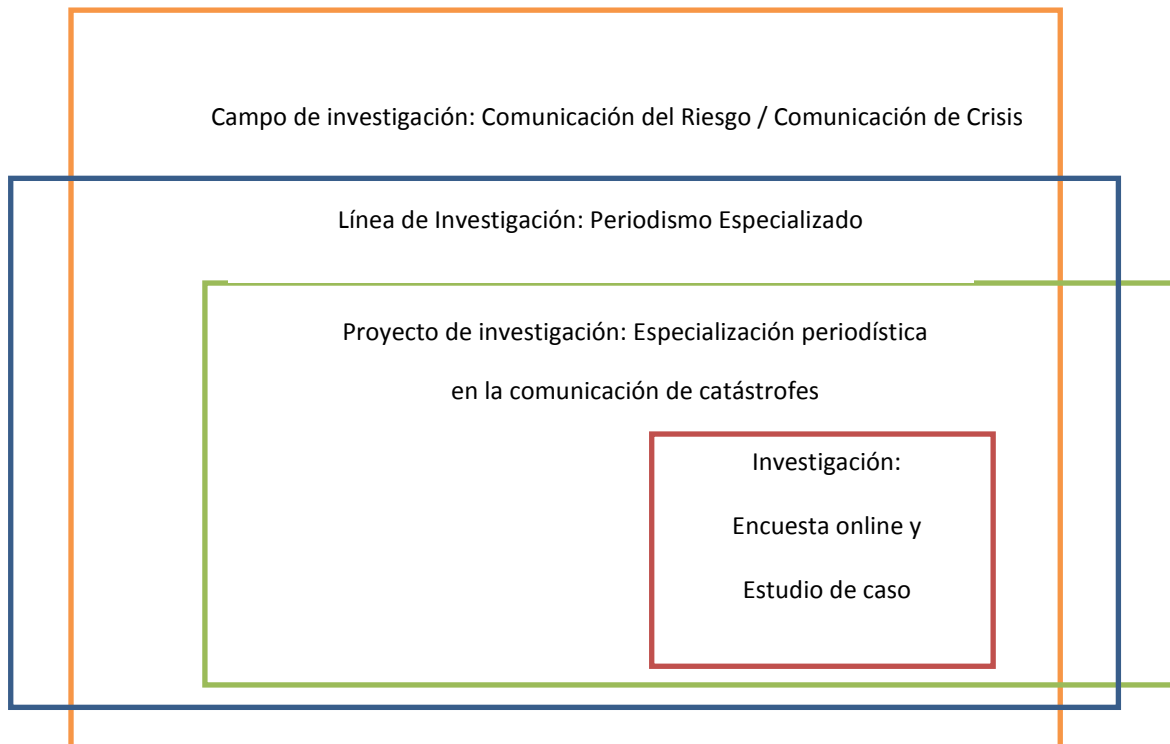 Campo de investigación: Comunicación del Riesgo / Comunicación de Crisis
Línea de Investigación: Periodismo Especializado
Proyecto de investigación: Especialización periodística
en la comunicación de catástrofes
Investigación:
Encuesta online y
Estudio de caso